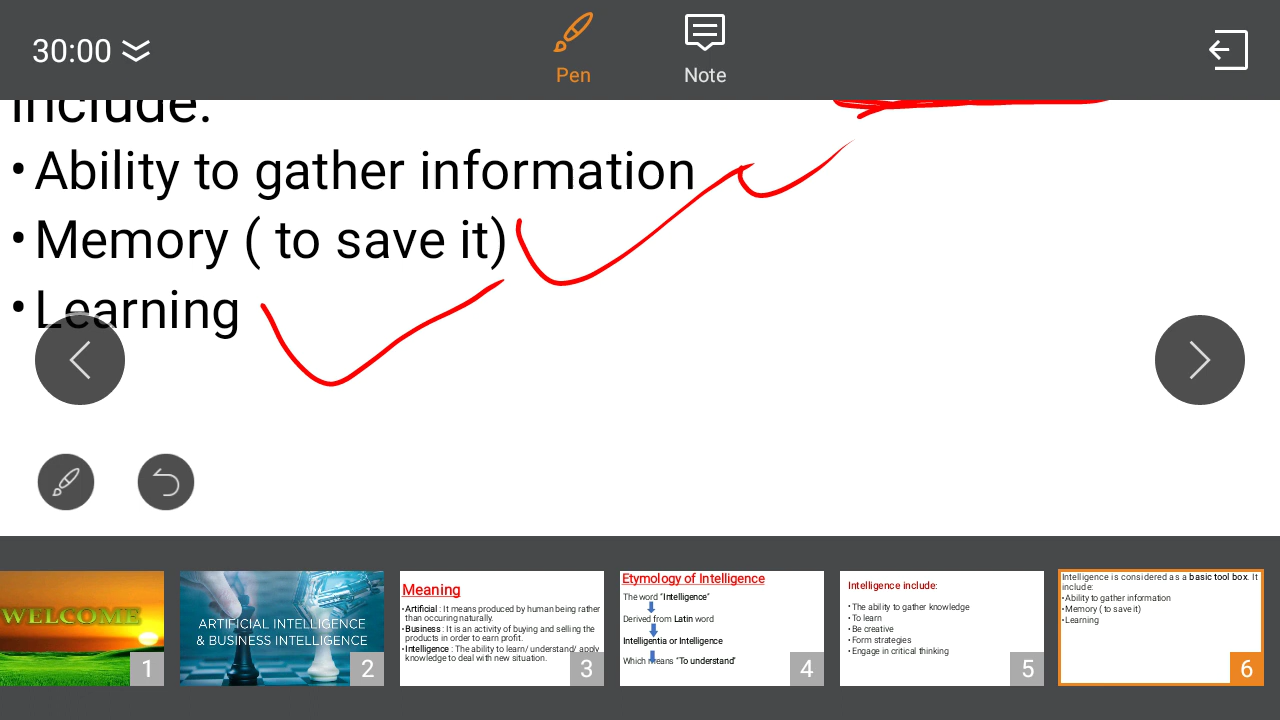 30:00
Pen
Note
include:
•Ability to gather information
•Memory ( to save it)
•Learning
WELCOME
1
ARTIFICIAL INTELLIGENCE
& BUSINESS INTELLIGENCE
2
Meaning
•Artificial : It means produced by human being rather
than occuring naturally.
•Business : It is an activity of buying and selling the
products in order to earn profit.
•Intelligence : The ability to learn/ understand/ apply
knowledge to deal with new situation.
3
Etymology of Intelligence
The word "Intelligence"
Derived from Latin word
Intelligentia or Intelligence
Which means "To understand"
4
Intelligence include:
•The ability to gather knowledge
•To learn
•Be creative
•Form strategies
•Engage in critical thinking
5
Intelligence is considered as a basic tool box. It
include:
•Ability to gather information
•Memory ( to save it)
•Learning
6